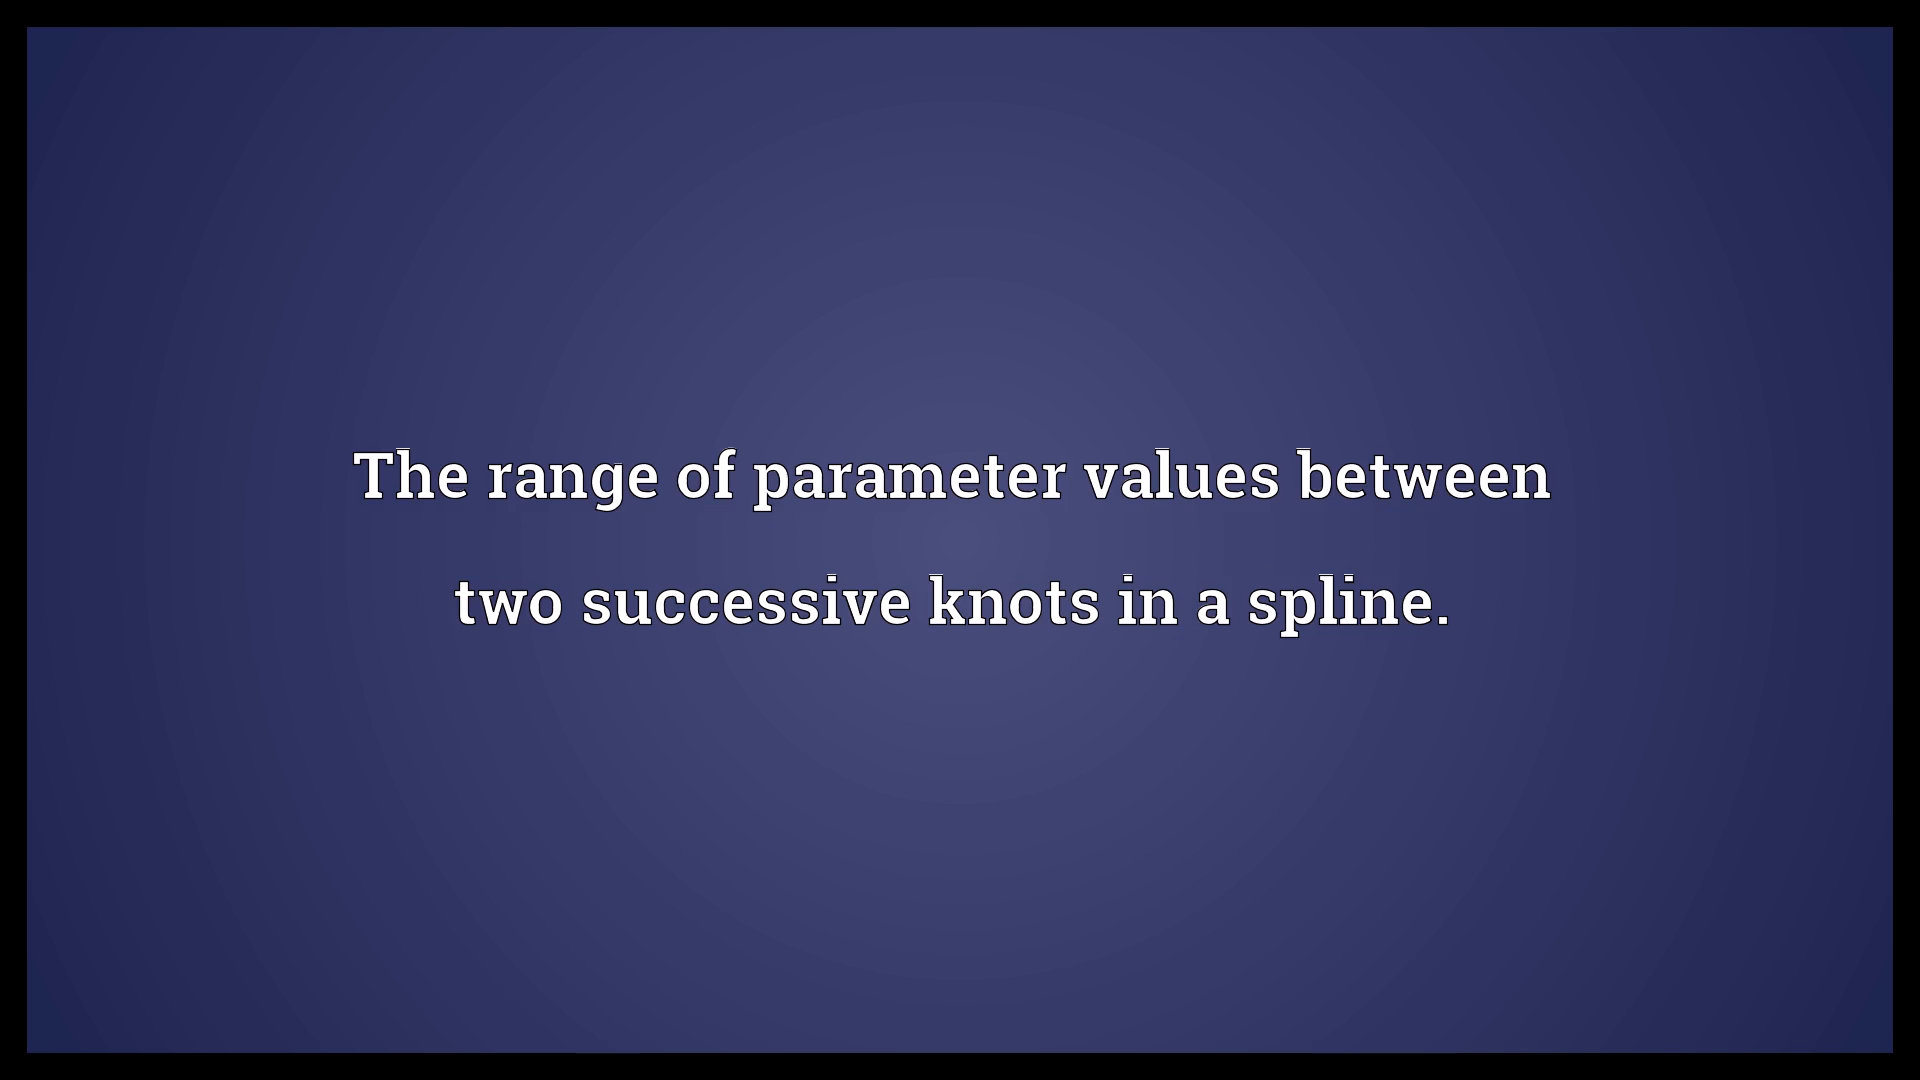 The range of parameter values between
two successive knots in a spline.